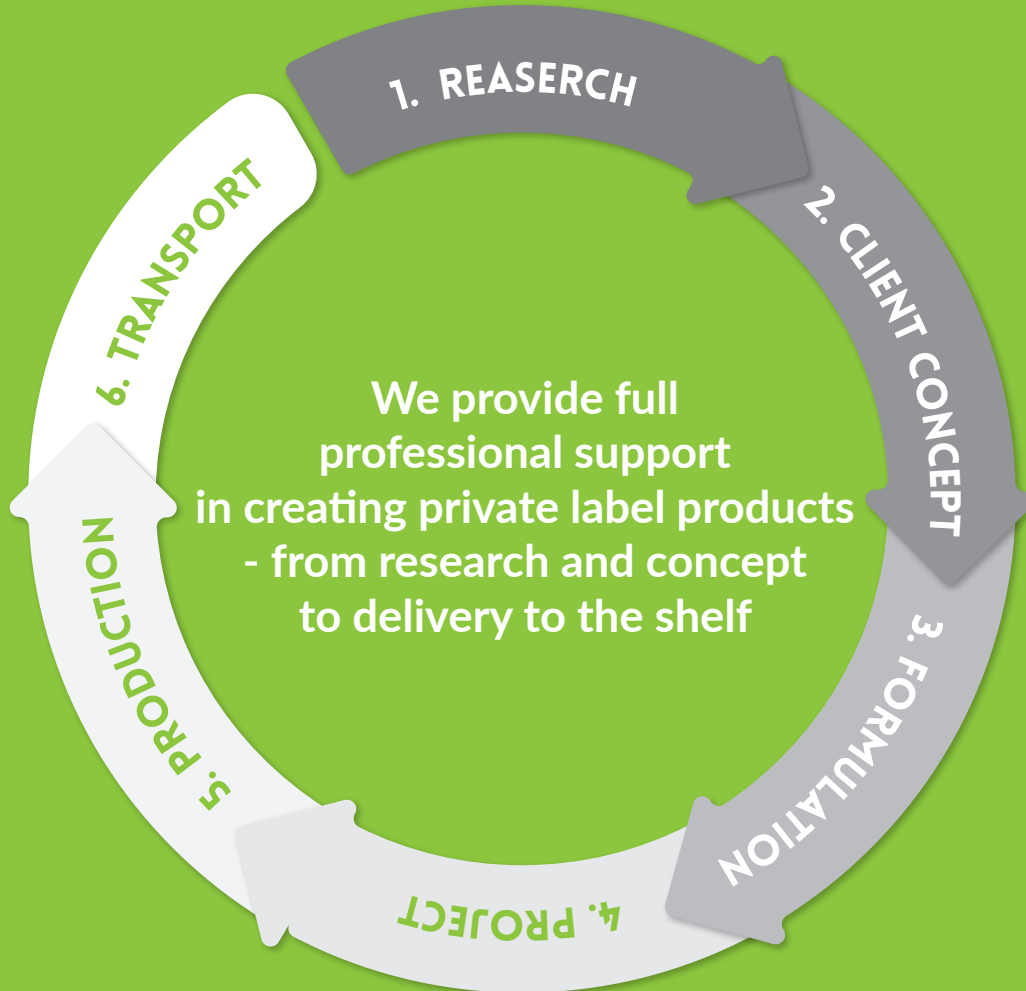 1. REASERCH
2. CLIENT CONCEPT
3. FORMULATION
4. PROJECT
5. PRODUCTION
6. TRANSPORT
We provide full
professional support
in creating private label products
- from research and concept
to delivery to the shelf